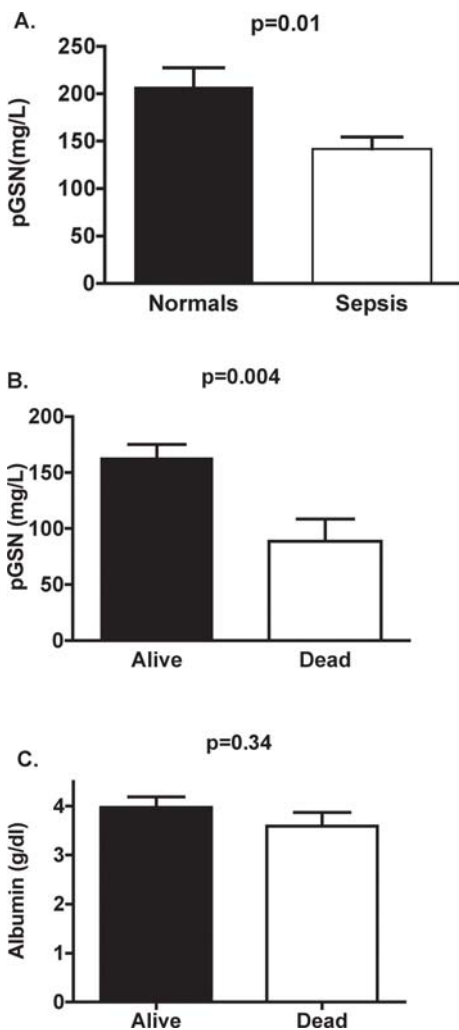 A.
p=0.01
pGSN(mg/L)
250
200
150
100
50
0
Normals Sepsis
B.
p=0.004
pGSN (mg/L)
200
150
100
50
0
Alive Dead
C.
p=0.34
Albumin (g/dl)
4
3
2
1
0
Alive Dead